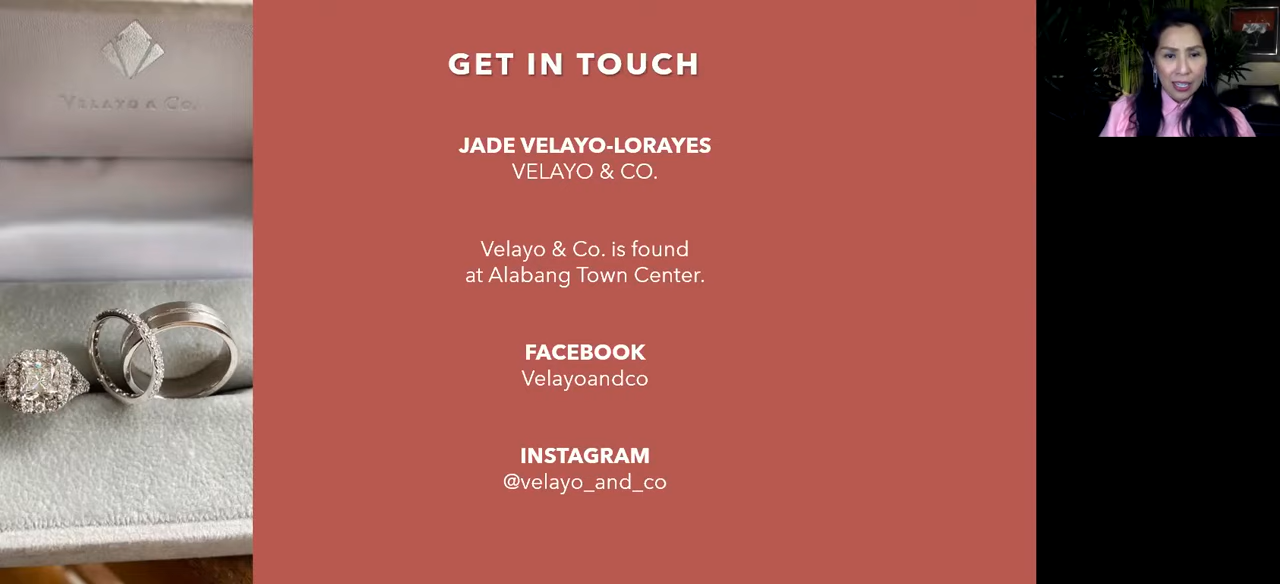 VELAYO & CO.
GET IN TOUCH
JADE VELAYO-LORAYES
VELAYO & CO.
Velayo & Co. is found
at Alabang Town Center.
FACEBOOK
Velayoandco
INSTAGRAM
@velayo_and_co